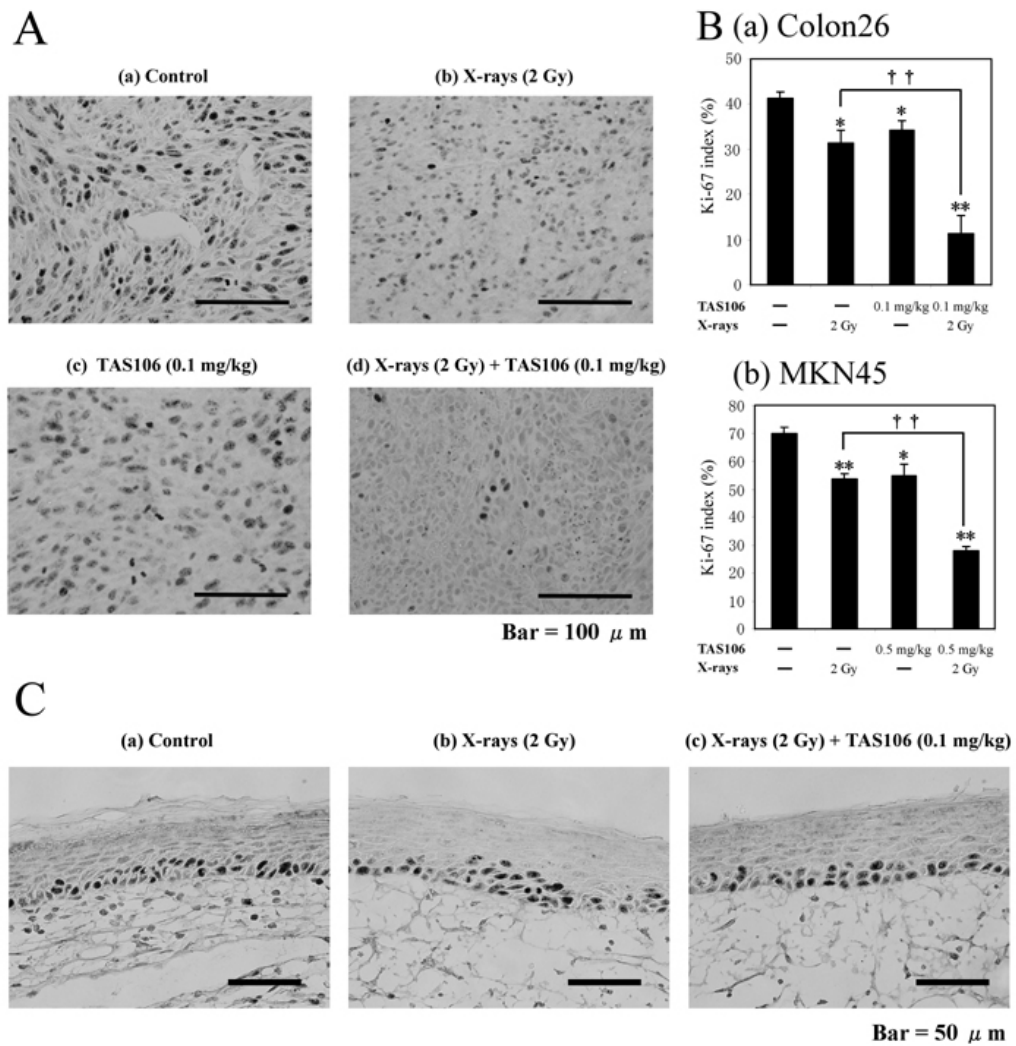 A
(a) Control
(b) X-rays (2 Gy)
(c) TAS106 (0.1 mg/kg)
(d) X-rays (2 Gy) + TAS106 (0.1 mg/kg)
Bar = 100 μ m
B (a) Colon26
Ki-67 index (%)
50
40
30
20
10
0
* * **
† †
TAS106 — — 0.1 mg/kg 0.1 mg/kg
X-rays — 2 Gy — 2 Gy
(b) MKN45
Ki-67 index (%)
80
70
60
50
40
30
20
10
0
** * **
† †
TAS106 — — 0.5 mg/kg 0.5 mg/kg
X-rays — 2 Gy — 2 Gy
C
(a) Control
(b) X-rays (2 Gy)
(c) X-rays (2 Gy) + TAS106 (0.1 mg/kg)
Bar = 50 μ m